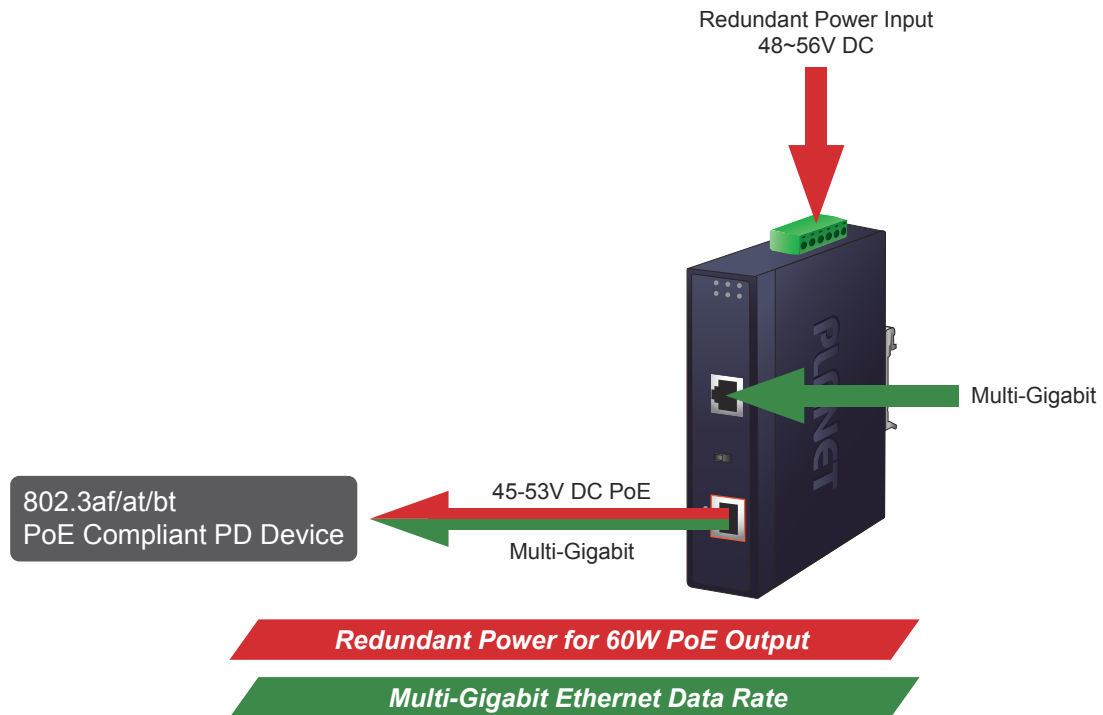 Redundant Power Input
48~56V DC
PLANET
Multi-Gigabit
802.3af/at/bt
PoE Compliant PD Device
45-53V DC PoE
Multi-Gigabit
Redundant Power for 60W PoE Output
Multi-Gigabit Ethernet Data Rate